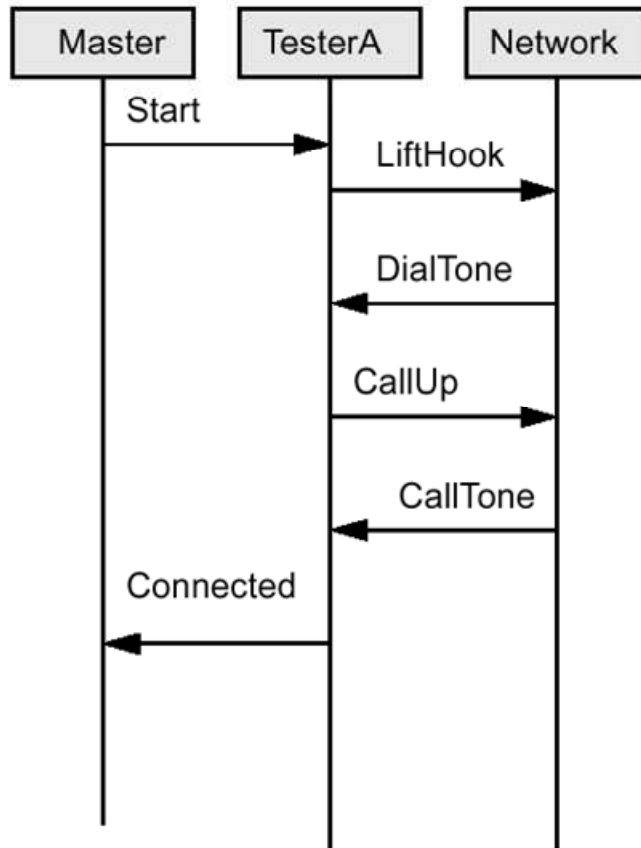 Master TesterA Network
Start
LiftHook
DialTone
CallUp
CallTone
Connected